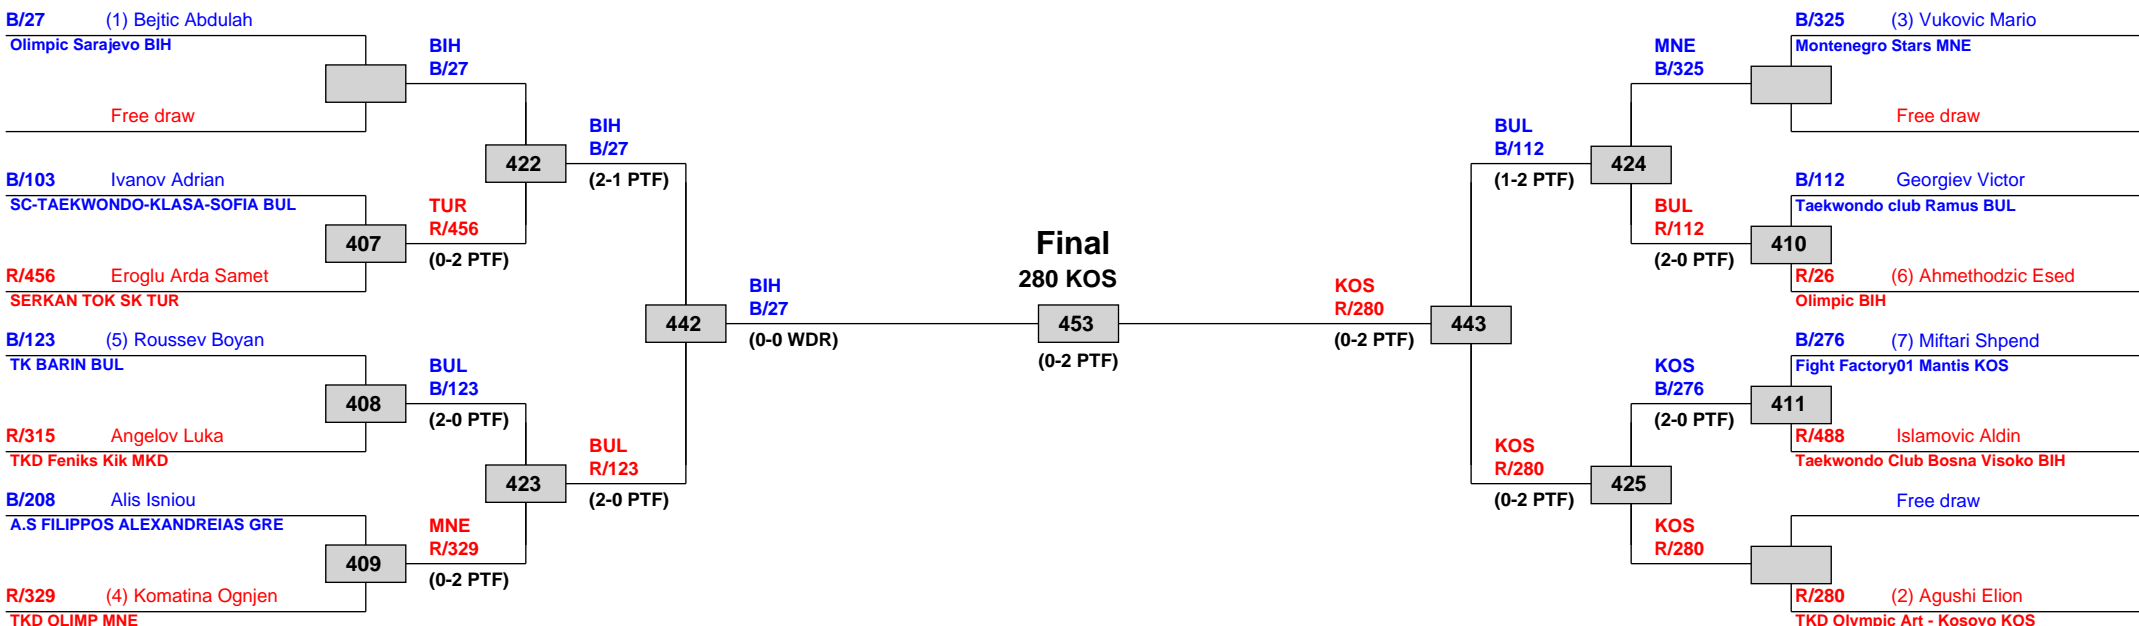 B/27 (1) Bejtic Abdulah
Olimpic Sarajevo BIH
Free draw
B/103 Ivanov Adrian
SC-TAEKWONDO-KLASA-SOFIA BUL
407
R/456 Eroglu Arda Samet
SERKAN TOK SK TUR
B/123 (5) Roussev Boyan
TK BARIN BUL
408
R/315 Angelov Luka
TKD Feniks Kik MKD
B/208 Alis Isniou
A.S FILIPPOS ALEXANDREIAS GRE
409
R/329 (4) Komatina Ognjen
TKD OLIMP MNE
BIH
B/27
422
TUR
R/456
(0-2 PTF)
BUL
B/123
(2-0 PTF)
423
MNE
R/329
(0-2 PTF)
BIH
B/27
(2-1 PTF)
442
BUL
R/123
(2-0 PTF)
BIH
B/27
(0-0 WDR)
Final
280 KOS
453
(0-2 PTF)
KOS
R/280
(0-2 PTF)
443
BUL
B/112
(1-2 PTF)
KOS
R/280
(0-2 PTF)
MNE
B/325
424
BUL
R/112
(2-0 PTF)
KOS
B/276
(2-0 PTF)
425
KOS
R/280
B/325 (3) Vukovic Mario
Montenegro Stars MNE
Free draw
B/112 Georgiev Victor
Taekwondo club Ramus BUL
410
R/26 (6) Ahmethodzic Esed
Olimpic BIH
B/276 (7) Miftari Shpend
Fight Factory01 Mantis KOS
411
R/488 Islamovic Aldin
Taekwondo Club Bosna Visoko BIH
Free draw
R/280 (2) Agushi Elion
TKD Olympic Art - Kosovo KOS